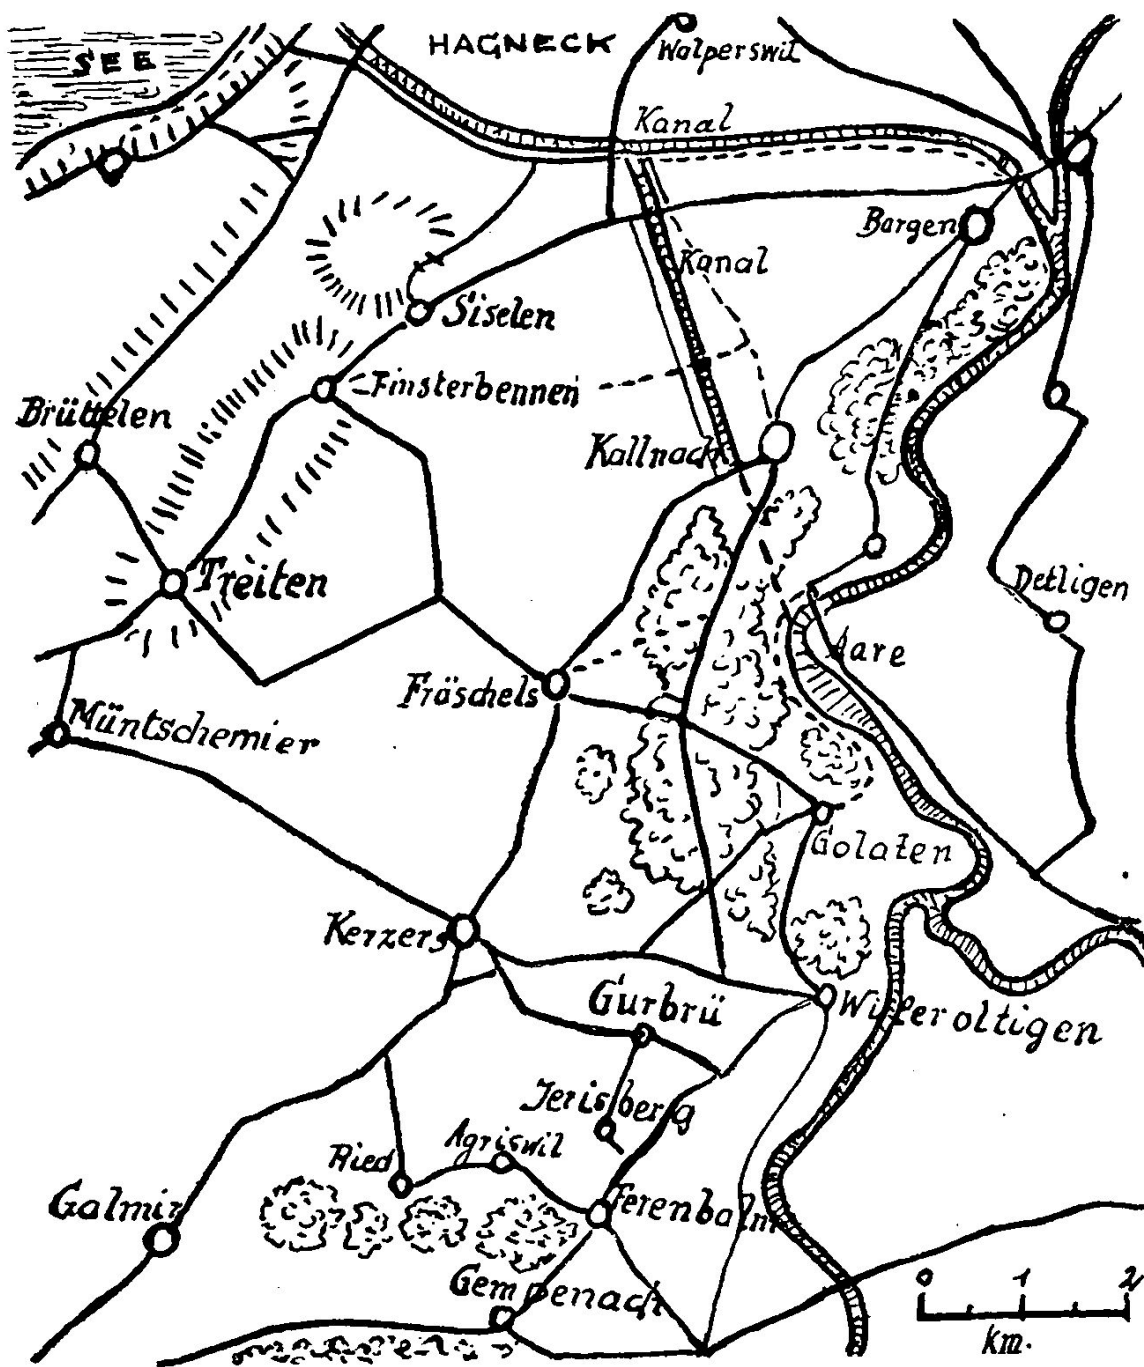 SEE
HAGNECK
Walperswil
Kanal
Bargen
Kanal
Siselen
Finsterbennen
Brüttelen
Kallnach
Treiten
Detligen
Aare
Fräschels
Müntschemier
Golaten
Kerzers
Gurbrü
Wileroltigen
Jerisberg
Agriswil
Ried
Galmiz
Ferenbalm
Gempenach
0 1 2
km.